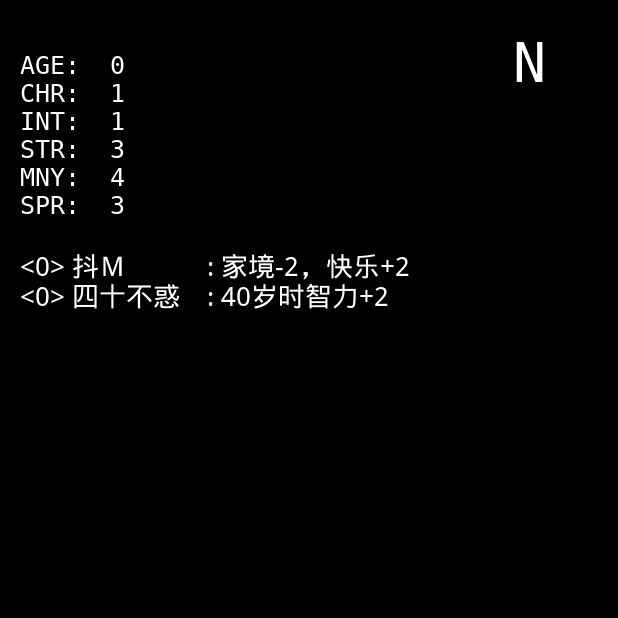 N
AGE: 0
CHR: 1
INT: 1
STR: 3
MNY: 4
SPR: 3
<0> 抖M : 家境-2，快乐+2
<0> 四十不惑 : 40岁时智力+2